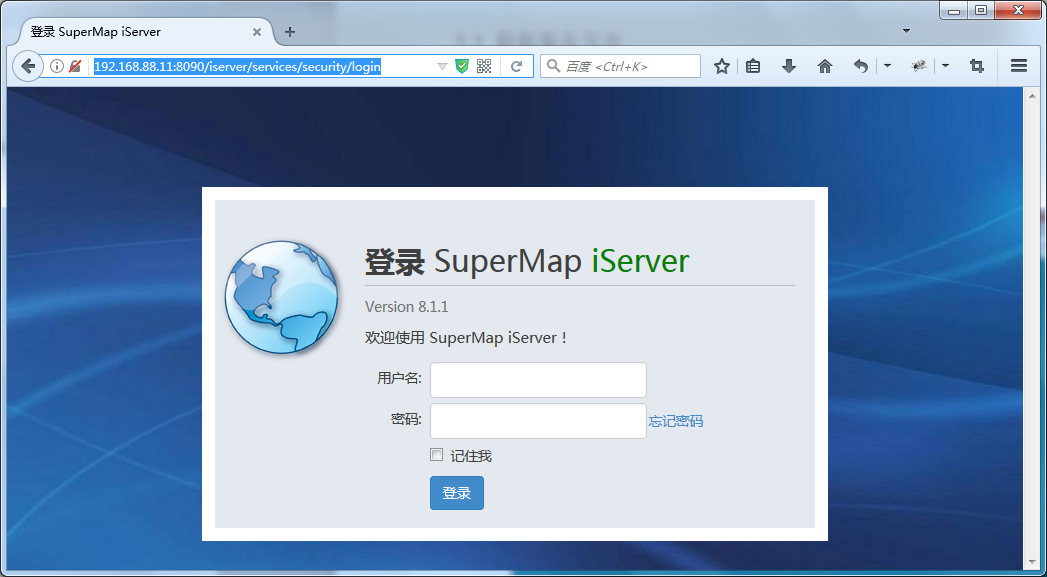 登录 SuperMap iServer
192.168.88.11:8090/iserver/services/security/login
百度 <Ctrl+K>
登录 SuperMap iServer
Version 8.1.1
欢迎使用 SuperMap iServer！
用户名:
密码:
忘记密码
记住我
登录